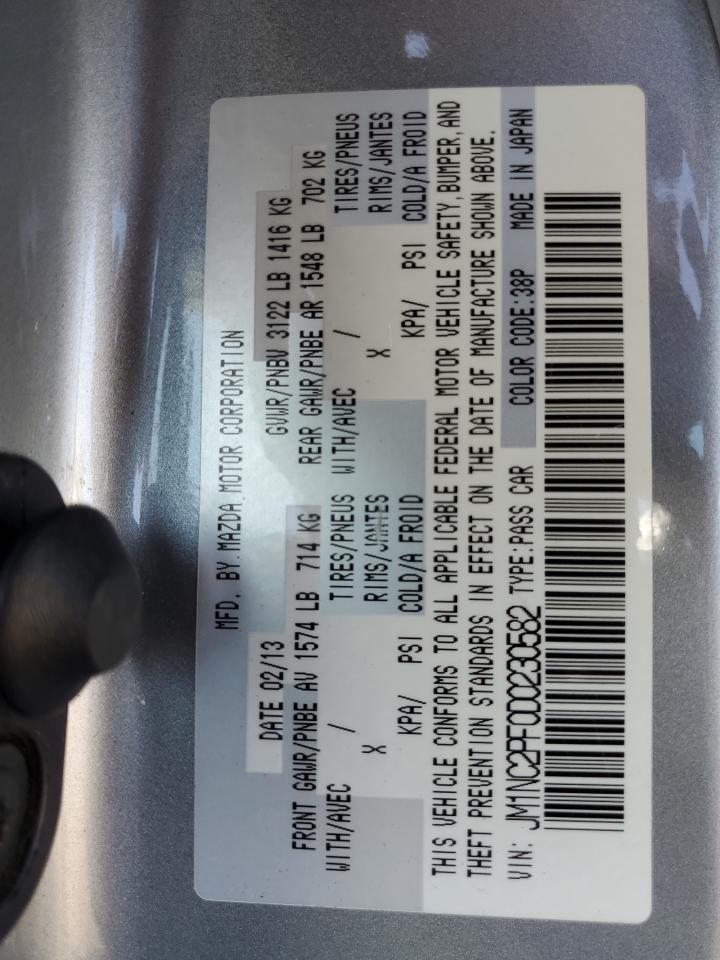 MFD. BY MAZDA MOTOR CORPORATION
DATE 02/13 GVWR/PNBV 3122 LB 1416 KG
FRONT GAWR/PNBE AV 1574 LB 714 KG REAR GAWR/PNBE AR 1548 LB 702 KG
WITH/AVEC / TIRES/PNEUS WITH/AVEC / TIRES/PNEUS
X RIMS/JANTES X RIMS/JANTES
KPA/ PSI COLD/A FROID KPA/ PSI COLD/A FROID
THIS VEHICLE CONFORMS TO ALL APPLICABLE FEDERAL MOTOR VEHICLE SAFETY, BUMPER, AND
THEFT PREVENTION STANDARDS IN EFFECT ON THE DATE OF MANUFACTURE SHOWN ABOVE.
VIN: JM1NC2PF0D0230582 TYPE:PASS CAR COLOR CODE:38P MADE IN JAPAN